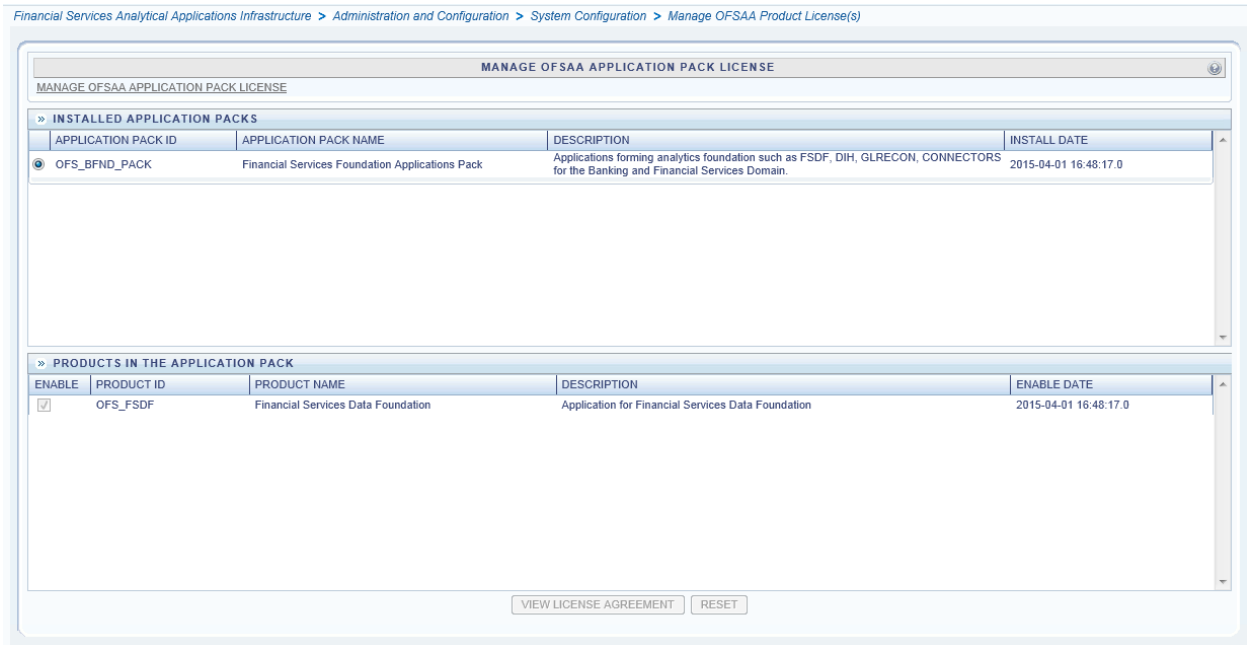 Financial Services Analytical Applications Infrastructure > Administration and Configuration > System Configuration > Manage OFSAA Product License(s)
MANAGE OFSAA APPLICATION PACK LICENSE
MANAGE OFSAA APPLICATION PACK LICENSE
» INSTALLED APPLICATION PACKS
APPLICATION PACK ID APPLICATION PACK NAME DESCRIPTION INSTALL DATE
OFS_BFND_PACK Financial Services Foundation Applications Pack Applications forming analytics foundation such as FSDF, DIH, GLRECON, CONNECTORS 2015-04-01 16:48:17.0
for the Banking and Financial Services Domain.
» PRODUCTS IN THE APPLICATION PACK
ENABLE PRODUCT ID PRODUCT NAME DESCRIPTION ENABLE DATE
OFS_FSDF Financial Services Data Foundation Application for Financial Services Data Foundation 2015-04-01 16:48:17.0
VIEW LICENSE AGREEMENT RESET